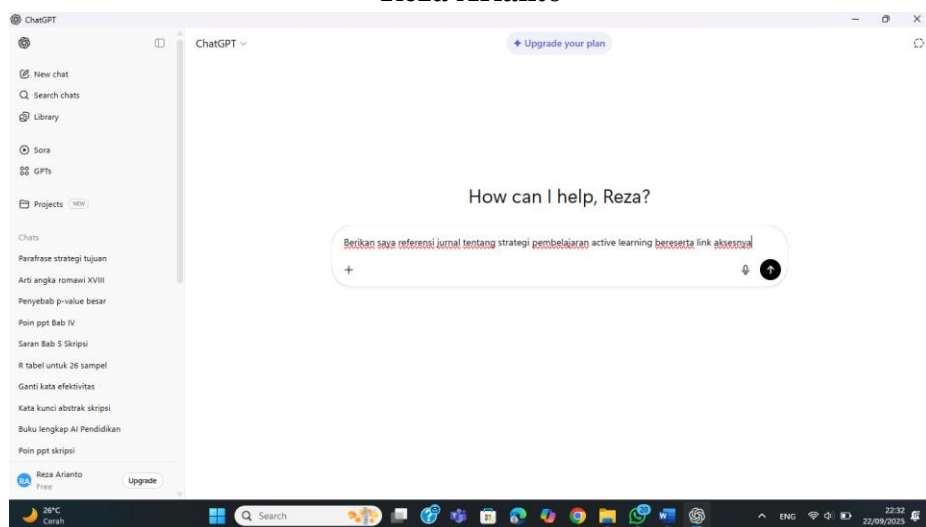 Reza Arianto
ChatGPT
ChatGPT
Upgrade your plan
New chat
Search chats
Library
Sora
GPTs
Projects NEW
How can I help, Reza?
Berikan saya referensi jurnal tentang strategi pembelajaran active learning bereserta link aksesnya
Chats
Parafrase strategi tujuan
Arti angka romawi XVIII
Penyebab p-value besar
Poin ppt Bab IV
Saran Bab 5 Skripsi
R tabel untuk 26 sampel
Ganti kata efektivitas
Kata kunci abstrak skripsi
Buku lengkap AI Pendidikan
Poin ppt skripsi
RA Reza Arianto
Free
Upgrade
26°C
Cerah
Search
ENG
22:32
22/09/2025